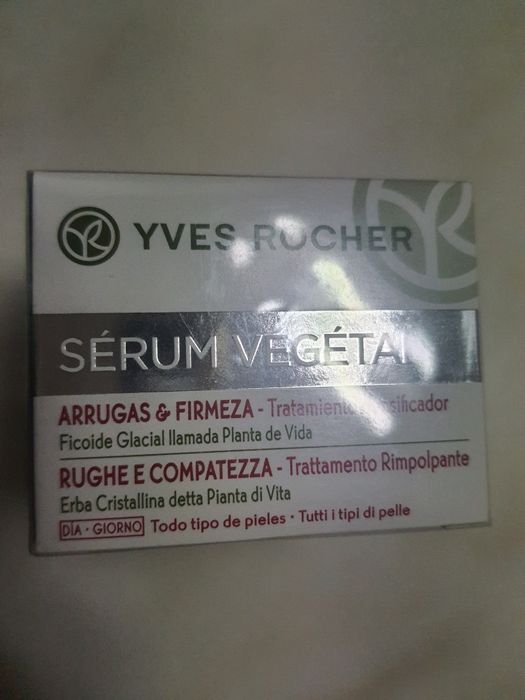 YVES ROCHER
SÉRUM VÉGÉTAL
ARRUGAS & FIRMEZA - Tratamiento
Ficoide Glacial llamada Planta de Vida
RUGHE E COMPATEZZA - Trattamento Rimpolpante
Erba Cristallina detta Pianta di Vita
DÍA • GIORNO Todo tipo de pieles • Tutti i tipi di pelle